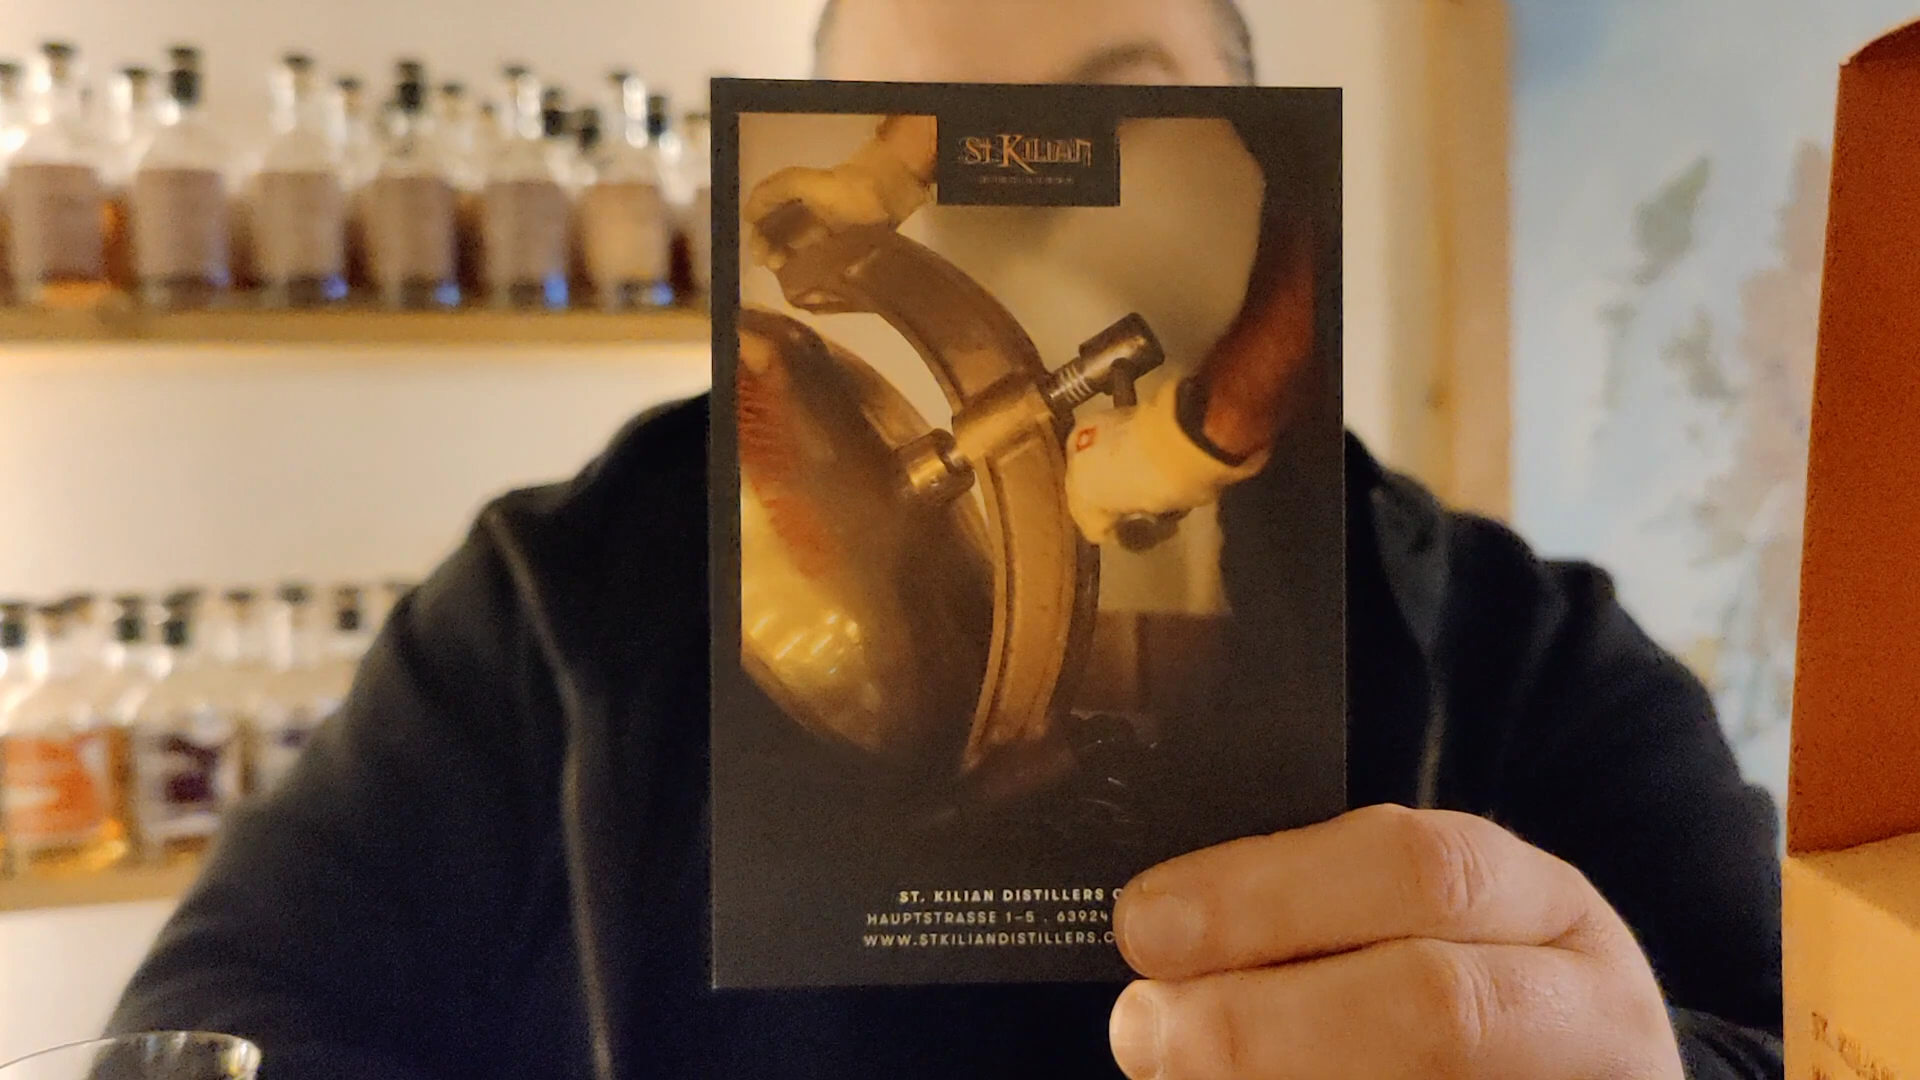 ST. KILIAN
ST. KILIAN DISTILLERS
HAUPTSTRASSE 1–5 . 63924
WWW.STKILIANDISTILLERS.C